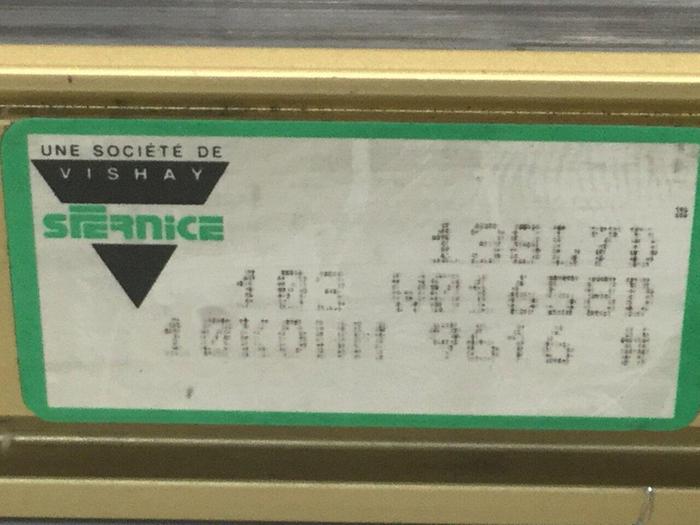 UNE SOCIÉTÉ DE
VISHAY
SFERNICE
138L7D
103 W01658D
10KOHM 9616 #